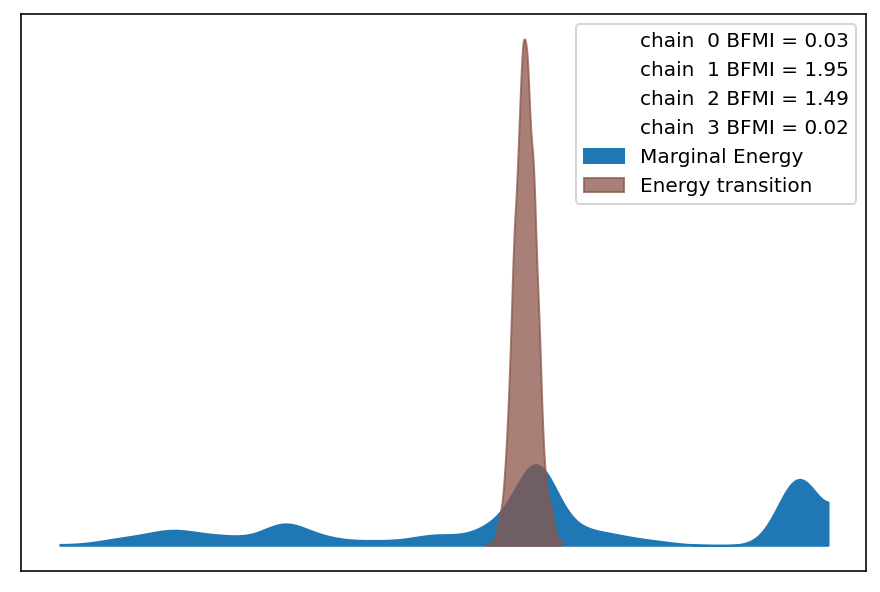 chain  0 BFMI = 0.03
chain  1 BFMI = 1.95
chain  2 BFMI = 1.49
chain  3 BFMI = 0.02
Marginal Energy
Energy transition